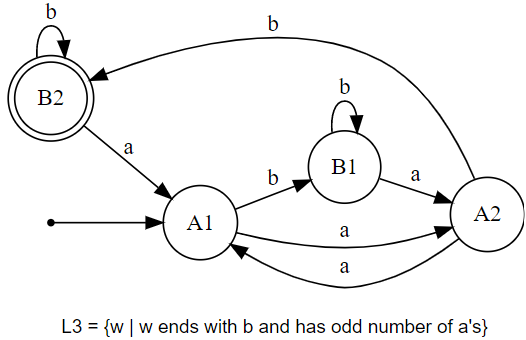 b
b
B2
b
a
B1
b
a
A1
a
A2
a
L3 = {w | w ends with b and has odd number of a's}